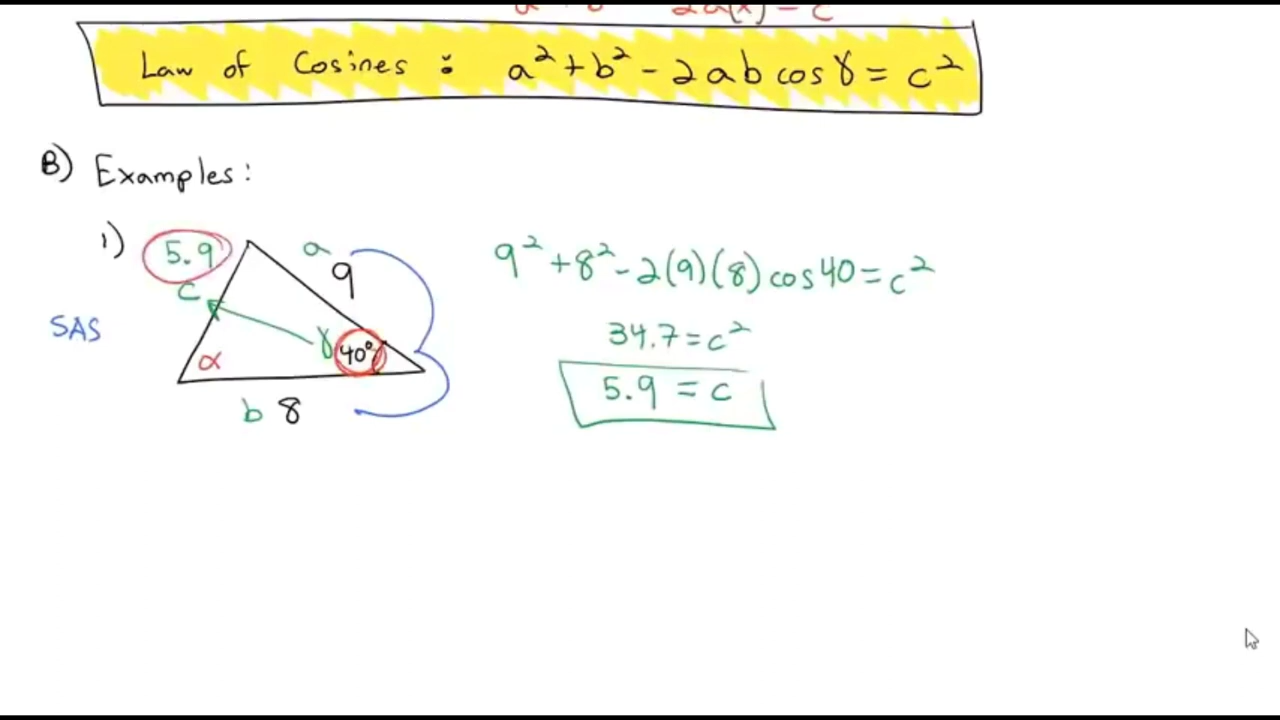 Law of Cosines : a² + b² - 2ab cos γ = c²
B) Examples:
1)
5.9
a
9
c
SAS
γ
40°
α
b 8
9² + 8² - 2(9)(8) cos 40 = c²
34.7 = c²
5.9 = c